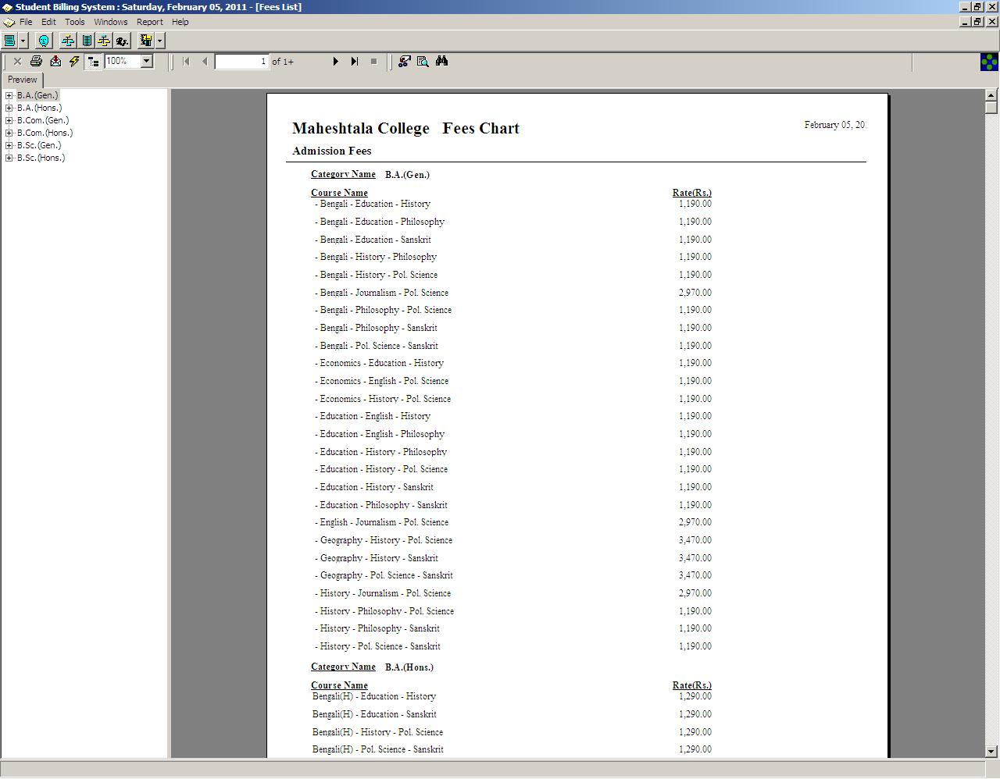 Student Billing System : Saturday, February 05, 2011 - [Fees List]
File Edit Tools Windows Report Help
Rs.
100% 1 of 1+
Preview
B.A.(Gen.)
B.A.(Hons.)
B.Com.(Gen.)
B.Com.(Hons.)
B.Sc.(Gen.)
B.Sc.(Hons.)
Maheshtala College Fees Chart February 05, 20
Admission Fees
Category Name B.A.(Gen.)
Course Name Rate(Rs.)
- Bengali - Education - History 1,190.00
- Bengali - Education - Philosophy 1,190.00
- Bengali - Education - Sanskrit 1,190.00
- Bengali - History - Philosophy 1,190.00
- Bengali - History - Pol. Science 1,190.00
- Bengali - Journalism - Pol. Science 2,970.00
- Bengali - Philosophy - Pol. Science 1,190.00
- Bengali - Philosophy - Sanskrit 1,190.00
- Bengali - Pol. Science - Sanskrit 1,190.00
- Economics - Education - History 1,190.00
- Economics - English - Pol. Science 1,190.00
- Economics - History - Pol. Science 1,190.00
- Education - English - History 1,190.00
- Education - English - Philosophy 1,190.00
- Education - History - Philosophy 1,190.00
- Education - History - Pol. Science 1,190.00
- Education - History - Sanskrit 1,190.00
- Education - Philosophy - Sanskrit 1,190.00
- English - Journalism - Pol. Science 2,970.00
- Geography - History - Pol. Science 3,470.00
- Geography - History - Sanskrit 3,470.00
- Geography - Pol. Science - Sanskrit 3,470.00
- History - Journalism - Pol. Science 2,970.00
- History - Philosophy - Pol. Science 1,190.00
- History - Philosophy - Sanskrit 1,190.00
- History - Pol. Science - Sanskrit 1,190.00
Category Name B.A.(Hons.)
Course Name Rate(Rs.)
Bengali(H) - Education - History 1,290.00
Bengali(H) - Education - Sanskrit 1,290.00
Bengali(H) - History - Pol. Science 1,290.00
Bengali(H) - Pol. Science - Sanskrit 1,290.00